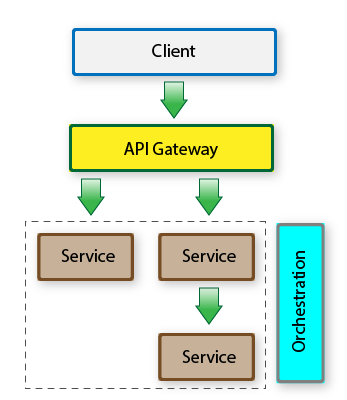 Client
API Gateway
Service
Service
Orchestration
Service